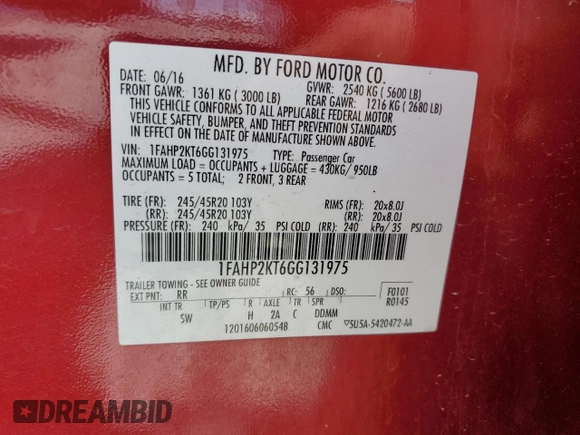 MFD. BY FORD MOTOR CO.
DATE: 06/16 GVWR: 2540 KG ( 5600 LB)
FRONT GAWR: 1361 KG ( 3000 LB) REAR GAWR: 1216 KG ( 2680 LB)
THIS VEHICLE CONFORMS TO ALL APPLICABLE FEDERAL MOTOR
VEHICLE SAFETY, BUMPER, AND THEFT PREVENTION STANDARDS
IN EFFECT ON THE DATE OF MANUFACTURE SHOWN ABOVE.
VIN: 1FAHP2KT6GG131975 TYPE: Passenger Car
MAXIMUM LOAD = OCCUPANTS + LUGGAGE = 430KG/ 950LB
OCCUPANTS = 5 TOTAL; 2 FRONT, 3 REAR
TIRE (FR): 245/45R20 103Y RIMS (FR): 20x8.0J
(RR): 245/45R20 103Y (RR): 20x8.0J
PRESSURE (FR): 240 kPa/ 35 PSI COLD (RR): 240 kPa/ 35 PSI COLD
1FAHP2KT6GG131975
TRAILER TOWING - SEE OWNER GUIDE
EXT PNT: RR RC: 56 DSO: F0101
R0145
INT TR TP/PS R AXLE TR SPR
SW H 2A C DDMM
1201606060548 CMC 5U5A-5420472-AA
DREAMBID